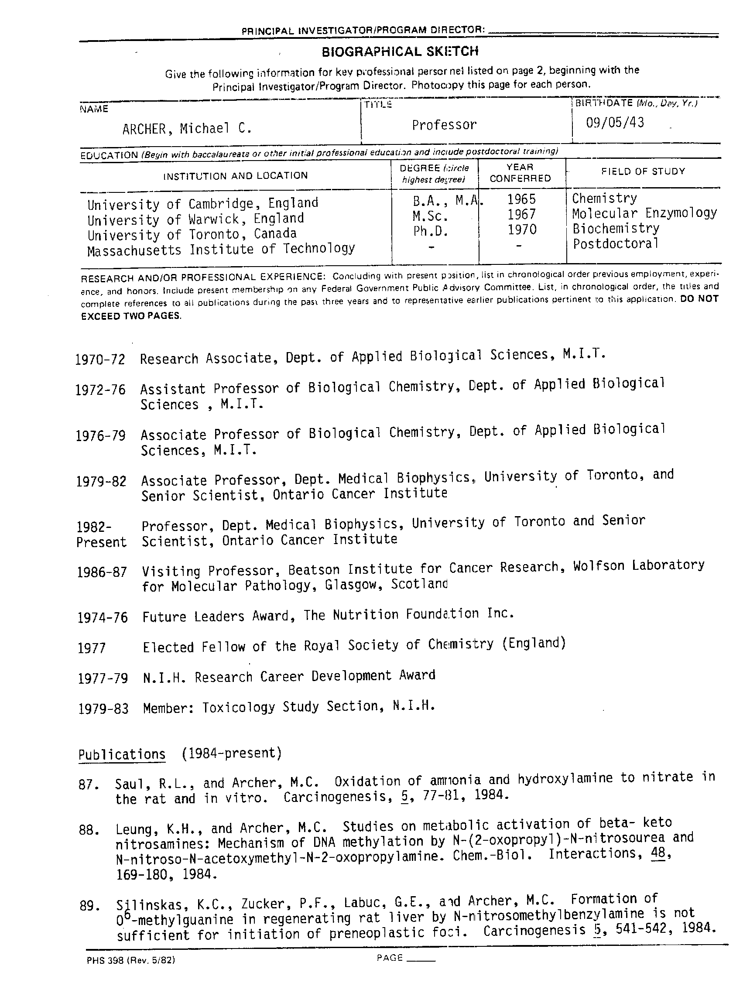 PRINCIPAL INVESTIGATOR/PROGRAM DIRECTOR:
BIOGRAPHICAL SKETCH
Give the following information for key professional personnel listed on page 2, beginning with the
Principal Investigator/Program Director. Photocopy this page for each person.
NAME TITLE BIRTHDATE (Mo., Day, Yr.)
ARCHER, Michael C. Professor 09/05/43
EDUCATION (Begin with baccalaureate or other initial professional education and include postdoctoral training)
INSTITUTION AND LOCATION DEGREE (circle highest degree) YEAR CONFERRED FIELD OF STUDY
University of Cambridge, England B.A., M.A. 1965 Chemistry
University of Warwick, England M.Sc. 1967 Molecular Enzymology
University of Toronto, Canada Ph.D. 1970 Biochemistry
Massachusetts Institute of Technology - - Postdoctoral
RESEARCH AND/OR PROFESSIONAL EXPERIENCE: Concluding with present position, list in chronological order previous employment, experi-
ence, and honors. Include present membership on any Federal Government Public Advisory Committee. List, in chronological order, the titles and
complete references to all publications during the past three years and to representative earlier publications pertinent to this application. DO NOT
EXCEED TWO PAGES.
1970-72 Research Associate, Dept. of Applied Biological Sciences, M.I.T.
1972-76 Assistant Professor of Biological Chemistry, Dept. of Applied Biological
Sciences , M.I.T.
1976-79 Associate Professor of Biological Chemistry, Dept. of Applied Biological
Sciences, M.I.T.
1979-82 Associate Professor, Dept. Medical Biophysics, University of Toronto, and
Senior Scientist, Ontario Cancer Institute
1982- Professor, Dept. Medical Biophysics, University of Toronto and Senior
Present Scientist, Ontario Cancer Institute
1986-87 Visiting Professor, Beatson Institute for Cancer Research, Wolfson Laboratory
for Molecular Pathology, Glasgow, Scotland
1974-76 Future Leaders Award, The Nutrition Foundation Inc.
1977 Elected Fellow of the Royal Society of Chemistry (England)
1977-79 N.I.H. Research Career Development Award
1979-83 Member: Toxicology Study Section, N.I.H.
Publications (1984-present)
87. Saul, R.L., and Archer, M.C. Oxidation of ammonia and hydroxylamine to nitrate in
the rat and in vitro. Carcinogenesis, 5, 77-81, 1984.
88. Leung, K.H., and Archer, M.C. Studies on metabolic activation of beta- keto
nitrosamines: Mechanism of DNA methylation by N-(2-oxopropyl)-N-nitrosourea and
N-nitroso-N-acetoxymethyl-N-2-oxopropylamine. Chem.-Biol. Interactions, 48,
169-180, 1984.
89. Silinskas, K.C., Zucker, P.F., Labuc, G.E., and Archer, M.C. Formation of
O6-methylguanine in regenerating rat liver by N-nitrosomethylbenzylamine is not
sufficient for initiation of preneoplastic foci. Carcinogenesis 5, 541-542, 1984.
PHS 398 (Rev. 5/82) PAGE